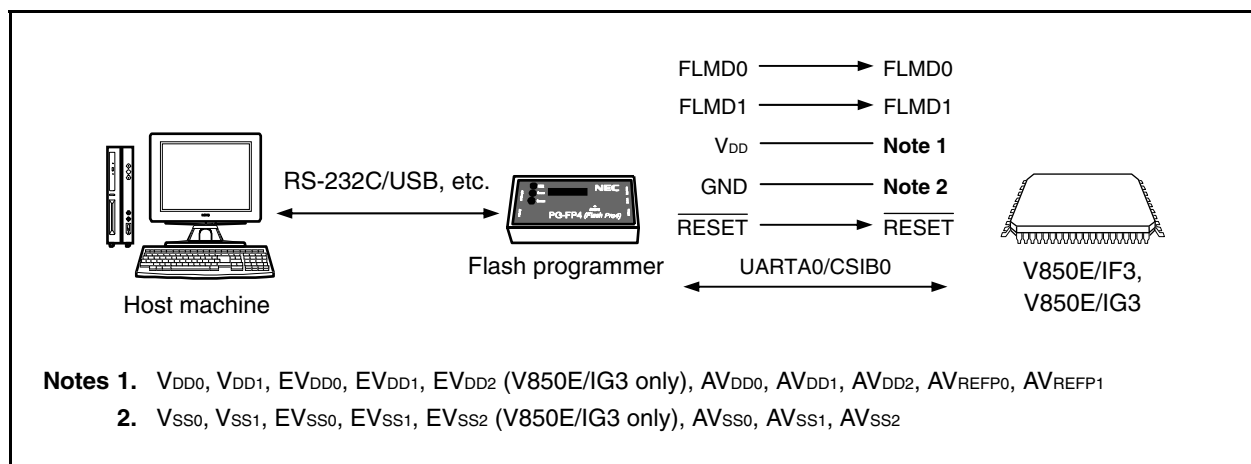 FLMD0 FLMD0
FLMD1 FLMD1
VDD Note 1
GND Note 2
RESET RESET
RS-232C/USB, etc.
NEC
PG-FP4 (Flash Pro4)
Host machine
Flash programmer
UARTA0/CSIB0
V850E/IF3,
V850E/IG3
Notes 1. VDD0, VDD1, EVDD0, EVDD1, EVDD2 (V850E/IG3 only), AVDD0, AVDD1, AVDD2, AVREFP0, AVREFP1
2. VSS0, VSS1, EVSS0, EVSS1, EVSS2 (V850E/IG3 only), AVSS0, AVSS1, AVSS2